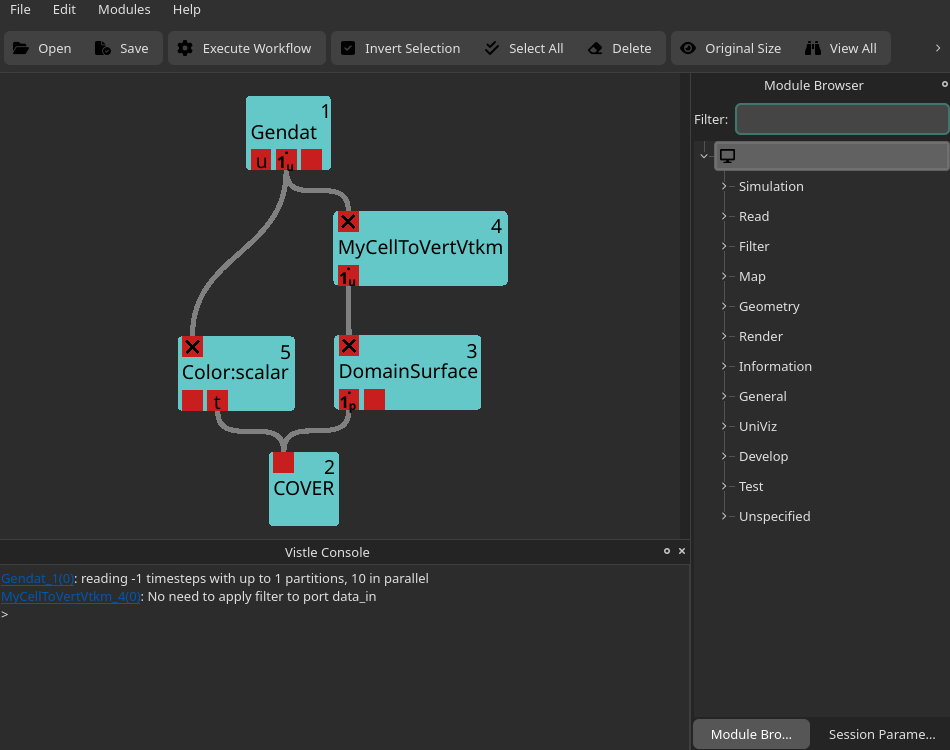 File Edit Modules Help
Open Save Execute Workflow Invert Selection Select All Delete Original Size View All
1
Gendat
u 1 u
4
MyCellToVertVtkm
1 u
5
Color:scalar
t
3
DomainSurface
1 p
2
COVER
Module Browser
Filter:
Simulation
Read
Filter
Map
Geometry
Render
Information
General
UniViz
Develop
Test
Unspecified
Vistle Console
Gendat_1(0): reading -1 timesteps with up to 1 partitions, 10 in parallel
MyCellToVertVtkm_4(0): No need to apply filter to port data_in
>
Module Bro... Session Parame...